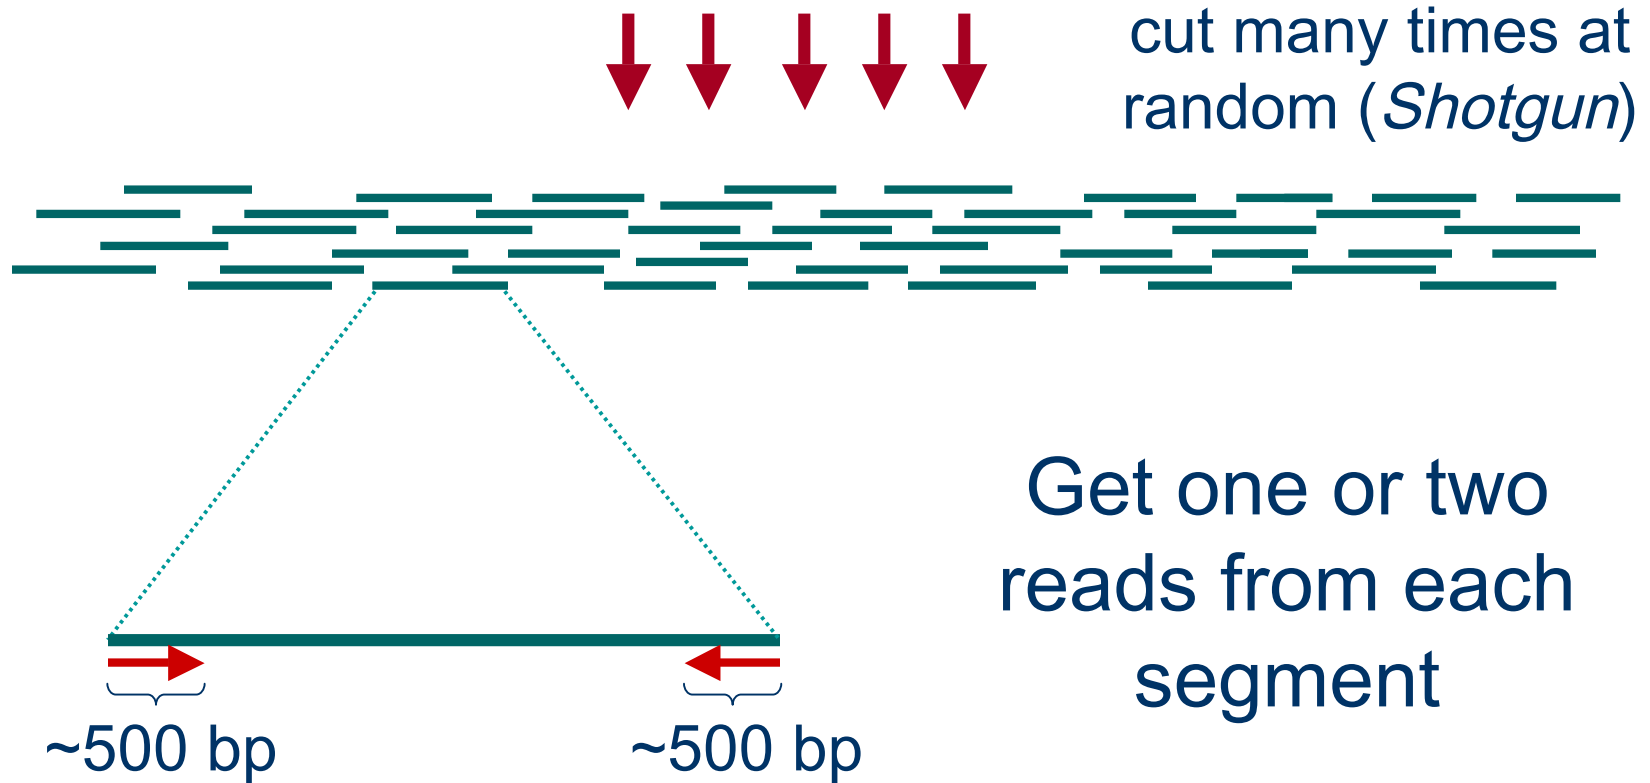 cut many times at
random (Shotgun)
Get one or two
reads from each
segment
~500 bp
~500 bp